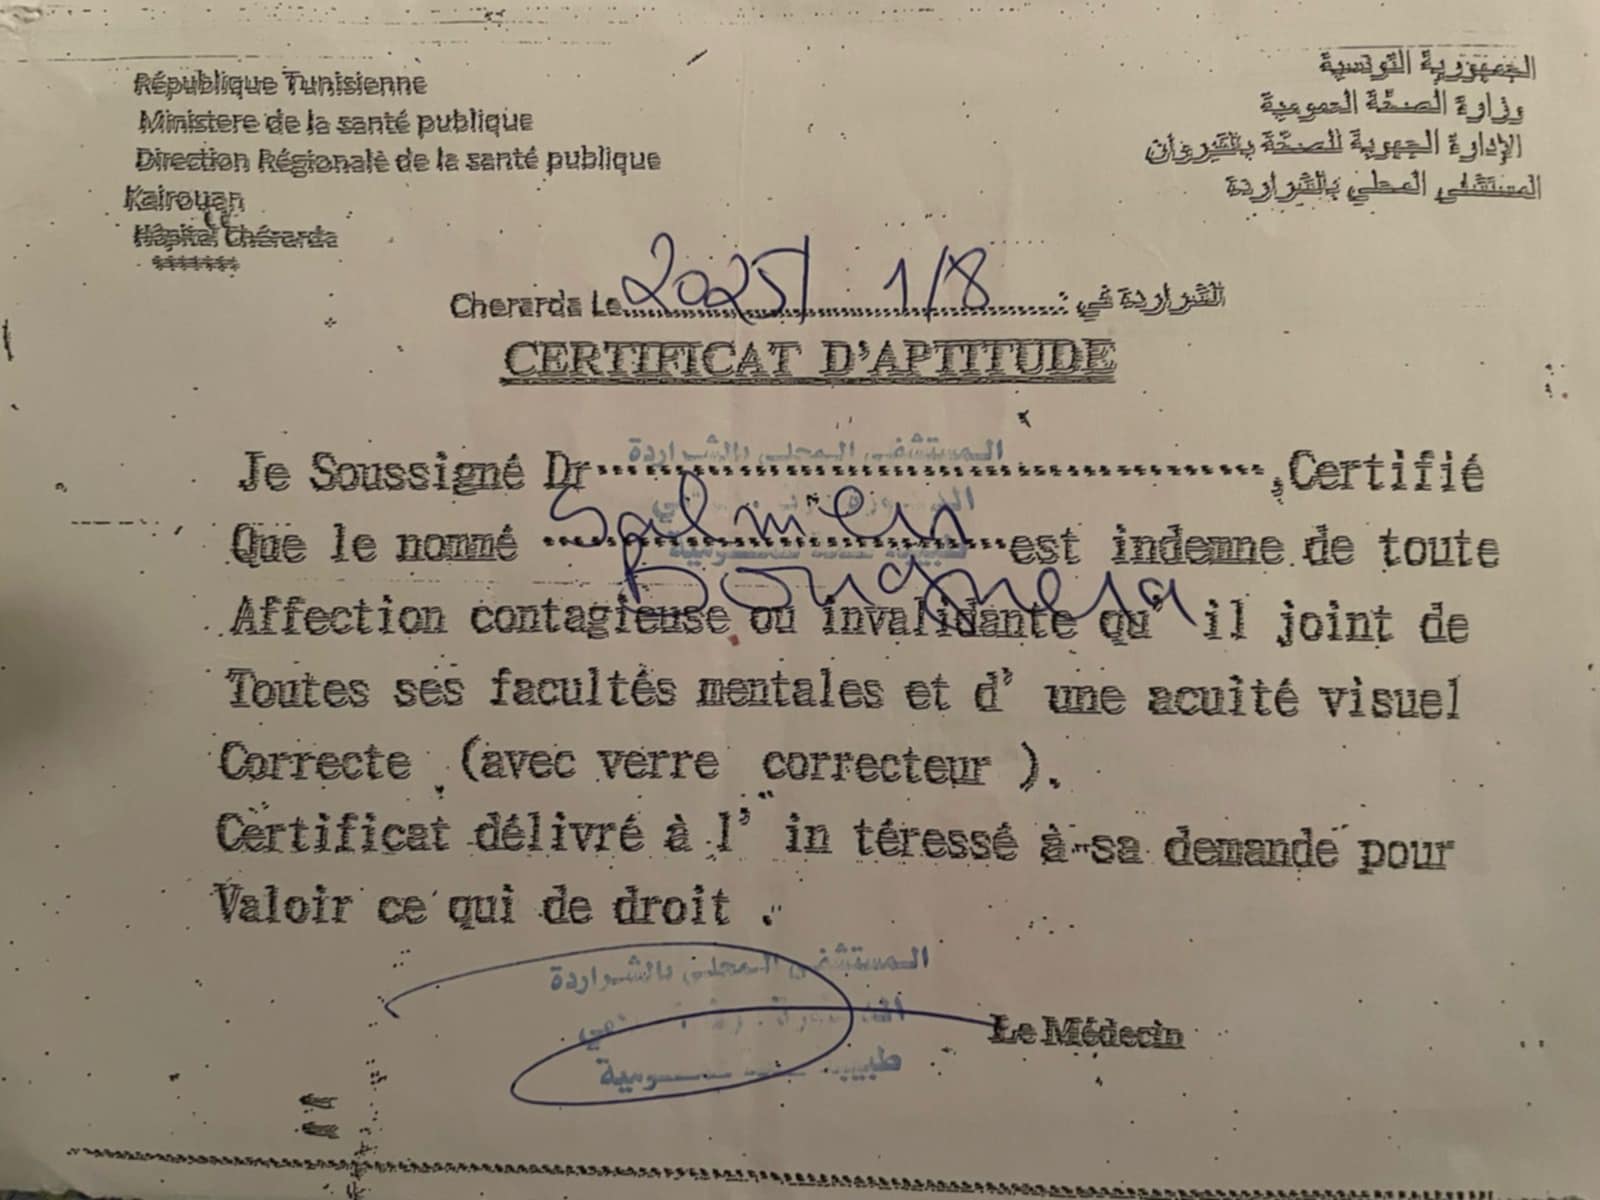 République Tunisienne
Ministere de la santé publique
Direction Régionale de la santé publique
Kairouan
Hôpital Chérarda
*******
الجمهورية التونسية
وزارة الصحة العمومية
الإدارة الجهوية للصحة بالقيروان
المستشفى المحلي بالشراردة
Cherarda Le 2025/ 1/8 الشراردة في :
CERTIFICAT D'APTITUDE
المستشفى المحلي بالشراردة
Je Soussigné Dr ,Certifié
Que le nommé est indemne de toute
Affection contagieuse ou invalidante qu' il joint de
Toutes ses facultés mentales et d' une acuité visuel
Correcte (avec verre correcteur ).
Certificat délivré à l' in téressé à sa demande pour
Valoir ce qui de droit .
المستشفى المحلي بالشراردة
Le Médecin